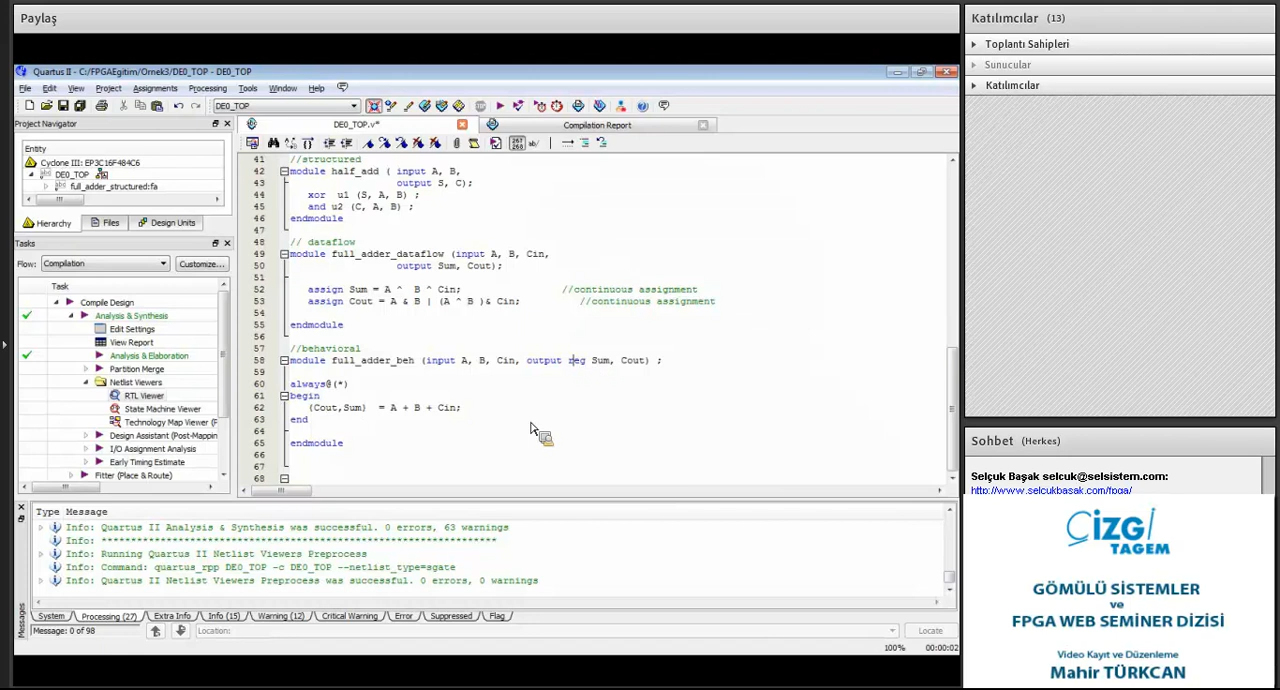 Paylaş
Quartus II - C:/FPGAEgitim/Ornek3/DE0_TOP - DE0_TOP
File Edit View Project Assignments Processing Tools Window Help
DE0_TOP
Project Navigator
Entity
Cyclone III: EP3C16F484C6
DE0_TOP
full_adder_structured:fa
Hierarchy Files Design Units
Tasks
Flow: Compilation Customize...
Task
Compile Design
Analysis & Synthesis
Edit Settings
View Report
Analysis & Elaboration
Partition Merge
Netlist Viewers
RTL Viewer
State Machine Viewer
Technology Map Viewer (F
Design Assistant (Post-Mappin
I/O Assignment Analysis
Early Timing Estimate
Fitter (Place & Route)
DE0_TOP.v* Compilation Report
41 //structured
42 module half_add ( input A, B,
43 output S, C);
44 xor u1 (S, A, B) ;
45 and u2 (C, A, B) ;
46 endmodule
47
48 // dataflow
49 module full_adder_dataflow (input A, B, Cin,
50 output Sum, Cout);
51
52 assign Sum = A ^ B ^ Cin; //continuous assignment
53 assign Cout = A & B | (A ^ B )& Cin; //continuous assignment
54
55 endmodule
56
57 //behavioral
58 module full_adder_beh (input A, B, Cin, output reg Sum, Cout) ;
59
60 always@(*)
61 begin
62 {Cout,Sum} = A + B + Cin;
63 end
64
65 endmodule
66
67
68
Type Message
Info: Quartus II Analysis & Synthesis was successful. 0 errors, 63 warnings
Info: ****************************************************************
Info: Running Quartus II Netlist Viewers Preprocess
Info: Command: quartus_rpp DE0_TOP -c DE0_TOP --netlist_type=sgate
Info: Quartus II Netlist Viewers Preprocess was successful. 0 errors, 0 warnings
System Processing (27) Extra Info Info (15) Warning (12) Critical Warning Error Suppressed Flag
Messages
Message: 0 of 98 Location: Locate
100% 00:00:02
Katılımcılar (13)
Toplantı Sahipleri
Sunucular
Katılımcılar
Sohbet (Herkes)
Selçuk Başak selcuk@selsistem.com:
http://www.selcukbasak.com/fpga/
ÇİZGİ
TAGEM
GÖMÜLÜ SİSTEMLER
ve
FPGA WEB SEMİNER DİZİSİ
Video Kayıt ve Düzenleme
Mahir TÜRKCAN